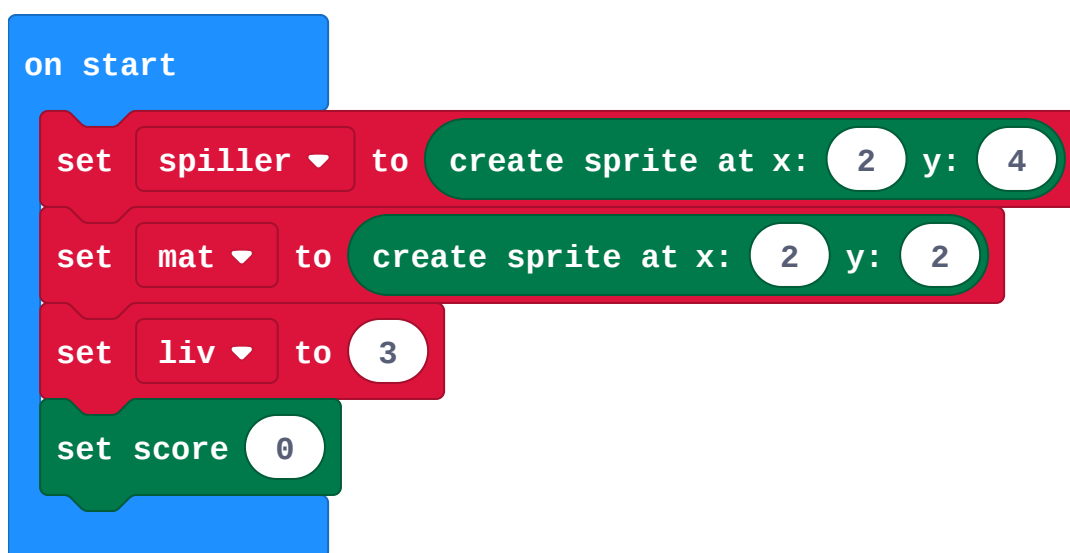 on start
set spiller to create sprite at x: 2 y: 4
set mat to create sprite at x: 2 y: 2
set liv to 3
set score 0